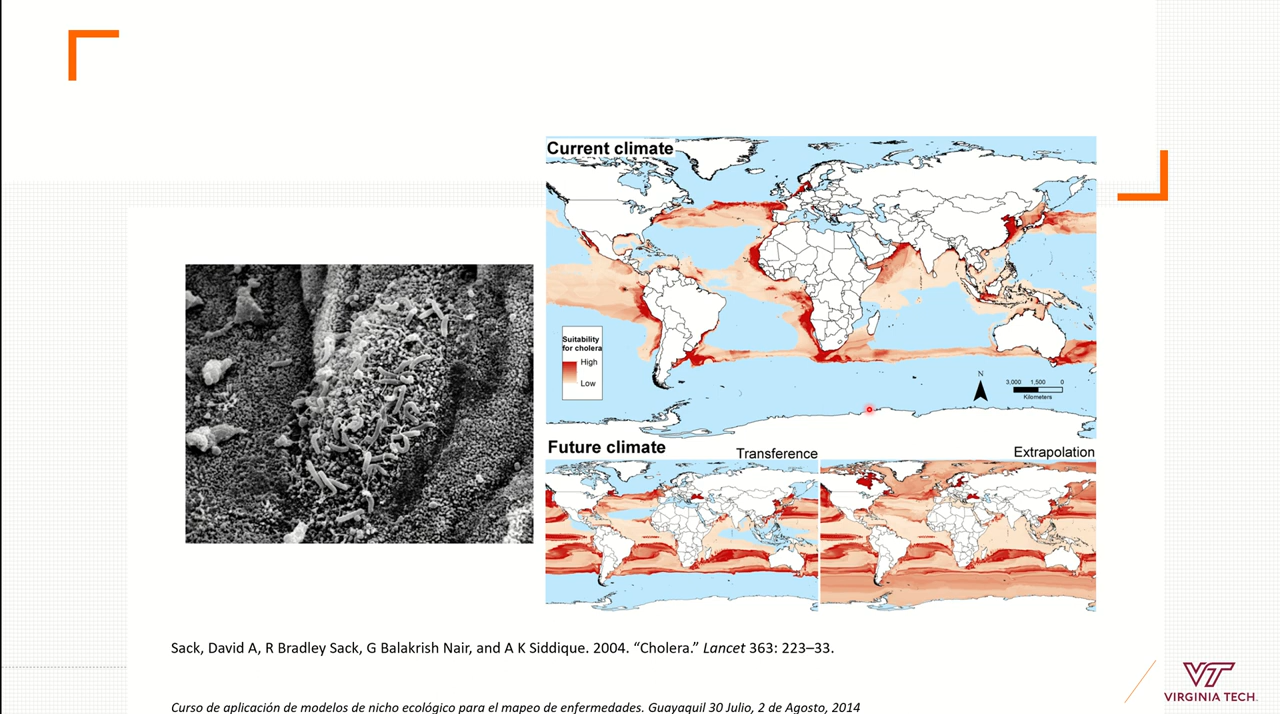 Current climate
Suitability
for cholera
High
Low
N
3,000 1,500 0
Kilometers
Future climate
Transference
Extrapolation
Sack, David A, R Bradley Sack, G Balakrish Nair, and A K Siddique. 2004. “Cholera.” Lancet 363: 223–33.
Curso de aplicación de modelos de nicho ecológico para el mapeo de enfermedades. Guayaquil 30 Julio, 2 de Agosto, 2014
VT
VIRGINIA TECH.